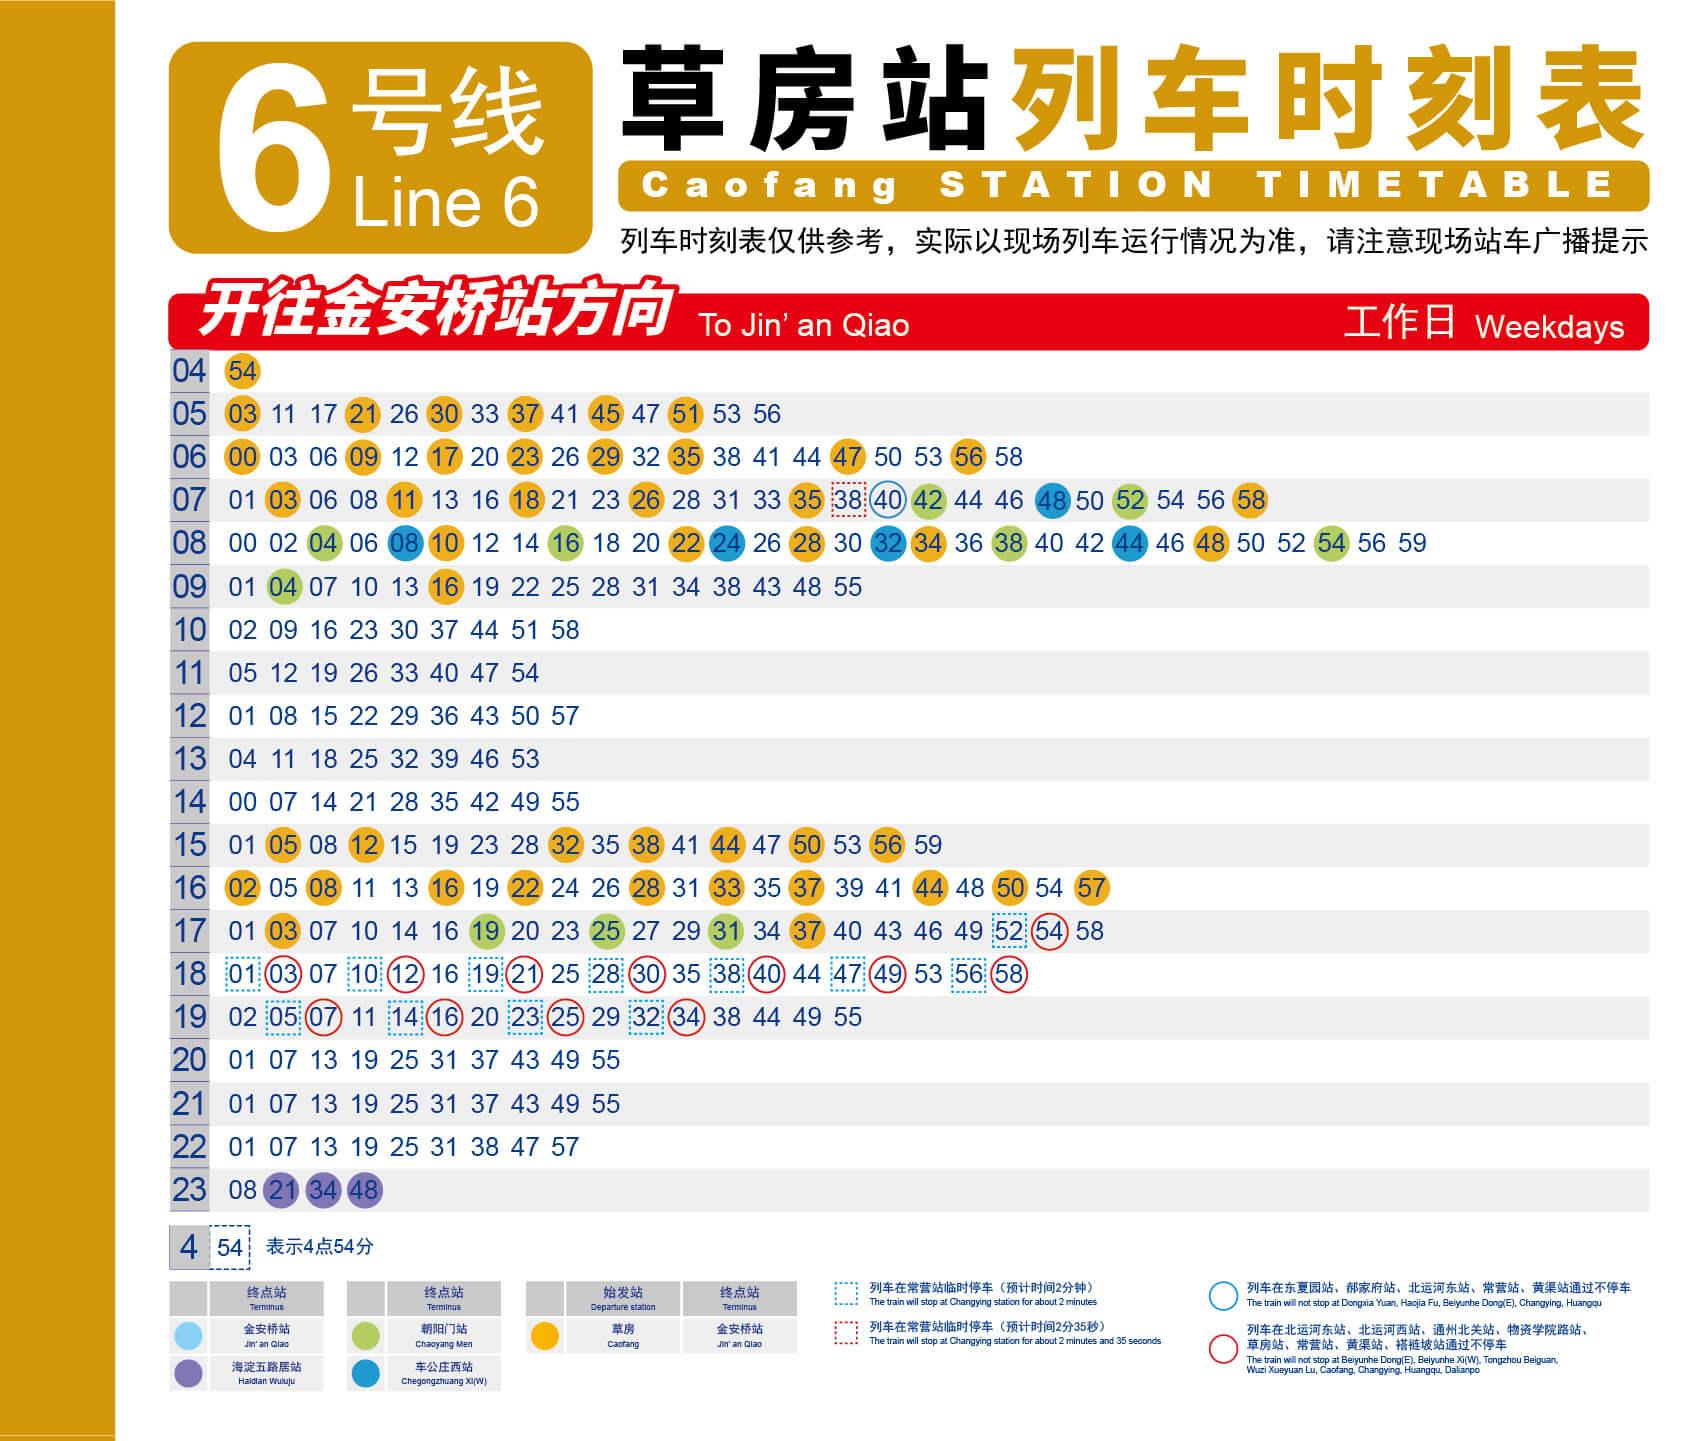 6 号线
Line 6
草房站列车时刻表
Caofang STATION TIMETABLE
列车时刻表仅供参考，实际以现场列车运行情况为准，请注意现场站车广播提示
开往金安桥站方向 To Jin' an Qiao 工作日 Weekdays
04 54
05 03 11 17 21 26 30 33 37 41 45 47 51 53 56
06 00 03 06 09 12 17 20 23 26 29 32 35 38 41 44 47 50 53 56 58
07 01 03 06 08 11 13 16 18 21 23 26 28 31 33 35 38 40 42 44 46 48 50 52 54 56 58
08 00 02 04 06 08 10 12 14 16 18 20 22 24 26 28 30 32 34 36 38 40 42 44 46 48 50 52 54 56 59
09 01 04 07 10 13 16 19 22 25 28 31 34 38 43 48 55
10 02 09 16 23 30 37 44 51 58
11 05 12 19 26 33 40 47 54
12 01 08 15 22 29 36 43 50 57
13 04 11 18 25 32 39 46 53
14 00 07 14 21 28 35 42 49 55
15 01 05 08 12 15 19 23 28 32 35 38 41 44 47 50 53 56 59
16 02 05 08 11 13 16 19 22 24 26 28 31 33 35 37 39 41 44 48 50 54 57
17 01 03 07 10 14 16 19 20 23 25 27 29 31 34 37 40 43 46 49 52 54 58
18 01 03 07 10 12 16 19 21 25 28 30 35 38 40 44 47 49 53 56 58
19 02 05 07 11 14 16 20 23 25 29 32 34 38 44 49 55
20 01 07 13 19 25 31 37 43 49 55
21 01 07 13 19 25 31 37 43 49 55
22 01 07 13 19 25 31 38 47 57
23 08 21 34 48
4 54 表示4点54分
终点站
Terminus
金安桥站
Jin' an Qiao
海淀五路居站
Haidian Wuluju
终点站
Terminus
朝阳门站
Chaoyang Men
车公庄西站
Chegongzhuang Xi(W)
始发站 终点站
Departure station Terminus
草房 金安桥站
Caofang Jin' an Qiao
列车在常营站临时停车（预计时间2分钟）
The train will stop at Changying station for about 2 minutes
列车在常营站临时停车（预计时间2分35秒）
The train will stop at Changying station for about 2 minutes and 35 seconds
列车在东夏园站、郝家府站、北运河东站、常营站、黄渠站通过不停车
The train will not stop at Dongxia Yuan, Haojia Fu, Beiyunhe Dong(E), Changying, Huangqu
列车在北运河东站、北运河西站、通州北关站、物资学院路站、
草房站、常营站、黄渠站、褡裢坡站通过不停车
The train will not stop at Beiyunhe Dong(E), Beiyunhe Xi(W), Tongzhou Beiguan,
Wuzi Xueyuan Lu, Caofang, Changying, Huangqu, Dalianpo